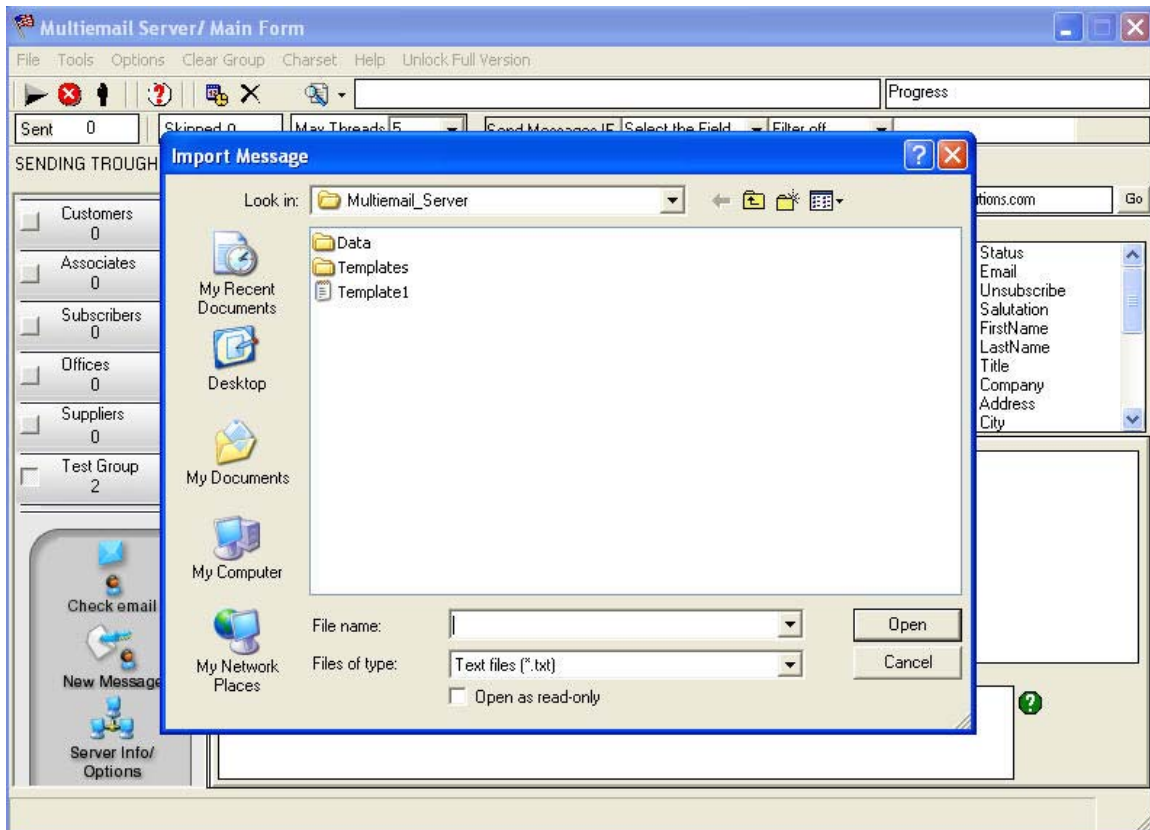 Multiemail Server/ Main Form
File Tools Options Clear Group Charset Help Unlock Full Version
Progress
Sent 0 Skipped 0 Max Threads 5 Send Messages IF Select the Field Filter off
SENDING TROUGH
Import Message
Look in: Multiemail_Server
tions.com Go
Customers
0
Associates
0
Subscribers
0
Offices
0
Suppliers
0
Test Group
2
Check email
New Message
Server Info/
Options
My Recent
Documents
Desktop
My Documents
My Computer
My Network
Places
Data
Templates
Template1
File name:
Open
Files of type: Text files (*.txt)
Cancel
Open as read-only
Status
Email
Unsubscribe
Salutation
FirstName
LastName
Title
Company
Address
City